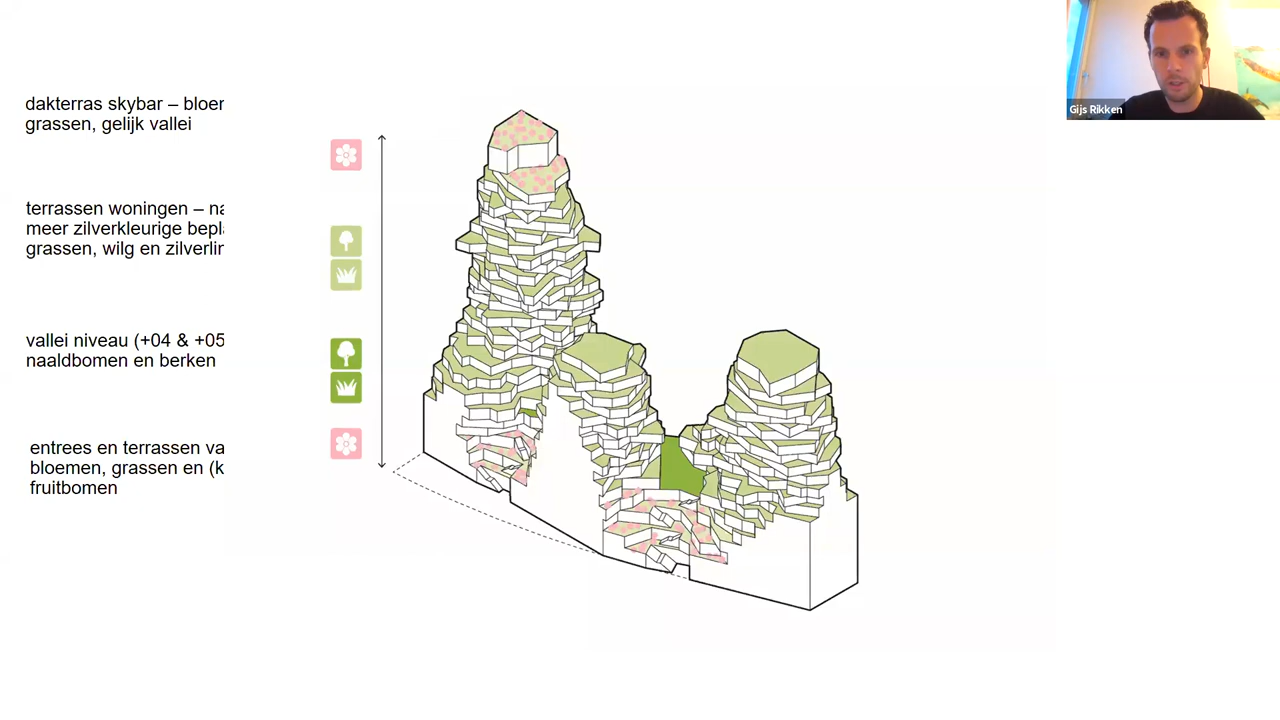 dakterras skybar – bloer
grassen, gelijk vallei
terrassen woningen – na
meer zilverkleurige bepl
grassen, wilg en zilverlin
vallei niveau (+04 & +05
naaldbomen en berken
entrees en terrassen va
bloemen, grassen en (k
fruitbomen
Gijs Rikken